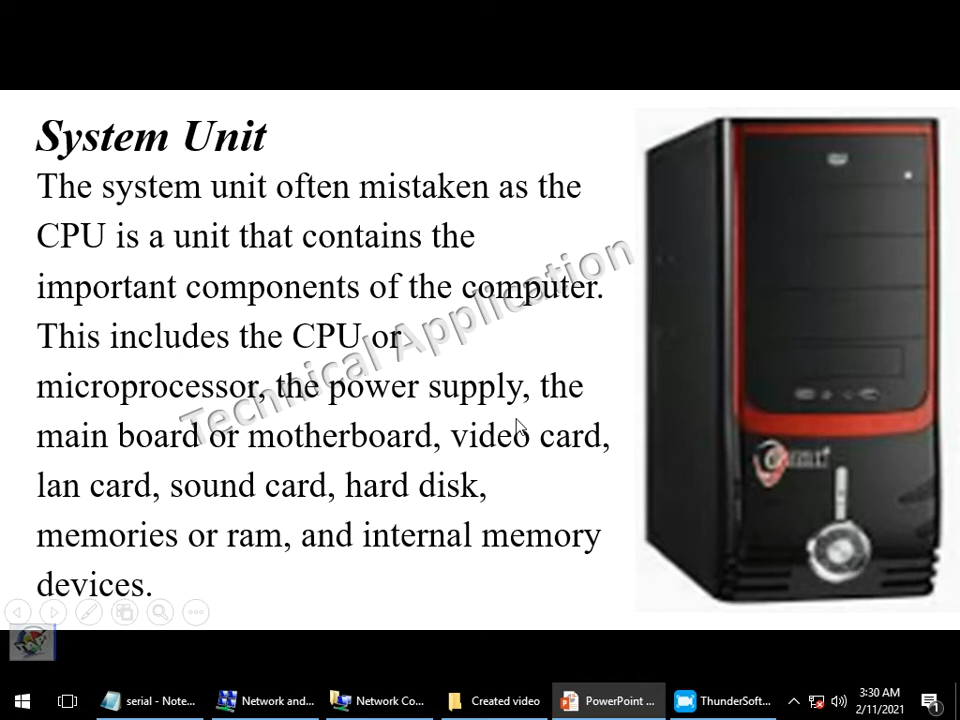 System Unit
The system unit often mistaken as the
CPU is a unit that contains the
important components of the computer.
This includes the CPU or
microprocessor, the power supply, the
main board or motherboard, video card,
lan card, sound card, hard disk,
memories or ram, and internal memory
devices.
Technical Application
serial - Note...
Network and...
Network Co...
Created video
PowerPoint ...
ThunderSoft...
3:30 AM
2/11/2021
1